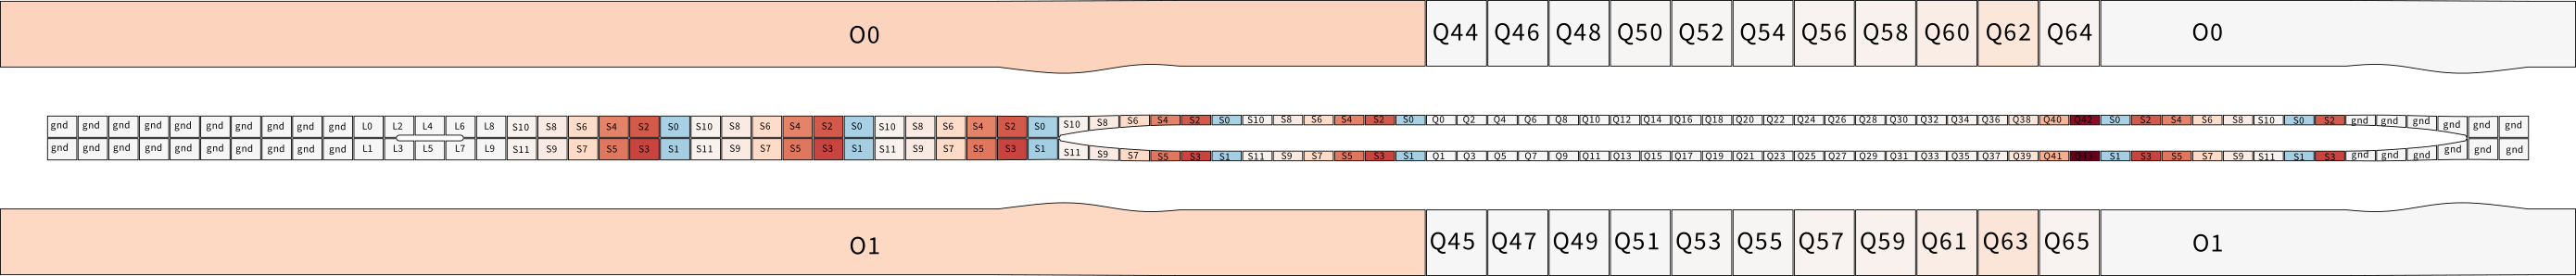 O0 Q44 Q46 Q48 Q50 Q52 Q54 Q56 Q58 Q60 Q62 Q64 O0
gnd gnd gnd gnd gnd gnd gnd gnd gnd gnd L0 L2 L4 L6 L8 S10 S8 S6 S4 S2 S0 S10 S8 S6 S4 S2 S0 S10 S8 S6 S4 S2 S0 S10 S8 S6 S4 S2 S0 S10 S8 S6 S4 S2 S0 Q0 Q2 Q4 Q6 Q8 Q10 Q12 Q14 Q16 Q18 Q20 Q22 Q24 Q26 Q28 Q30 Q32 Q34 Q36 Q38 Q40 Q42 S0 S2 S4 S6 S8 S10 S0 S2 gnd gnd gnd gnd gnd gnd
gnd gnd gnd gnd gnd gnd gnd gnd gnd gnd L1 L3 L5 L7 L9 S11 S9 S7 S5 S3 S1 S11 S9 S7 S5 S3 S1 S11 S9 S7 S5 S3 S1 S11 S9 S7 S5 S3 S1 S11 S9 S7 S5 S3 S1 Q1 Q3 Q5 Q7 Q9 Q11 Q13 Q15 Q17 Q19 Q21 Q23 Q25 Q27 Q29 Q31 Q33 Q35 Q37 Q39 Q41 Q43 S1 S3 S5 S7 S9 S11 S1 S3 gnd gnd gnd gnd gnd gnd
O1 Q45 Q47 Q49 Q51 Q53 Q55 Q57 Q59 Q61 Q63 Q65 O1